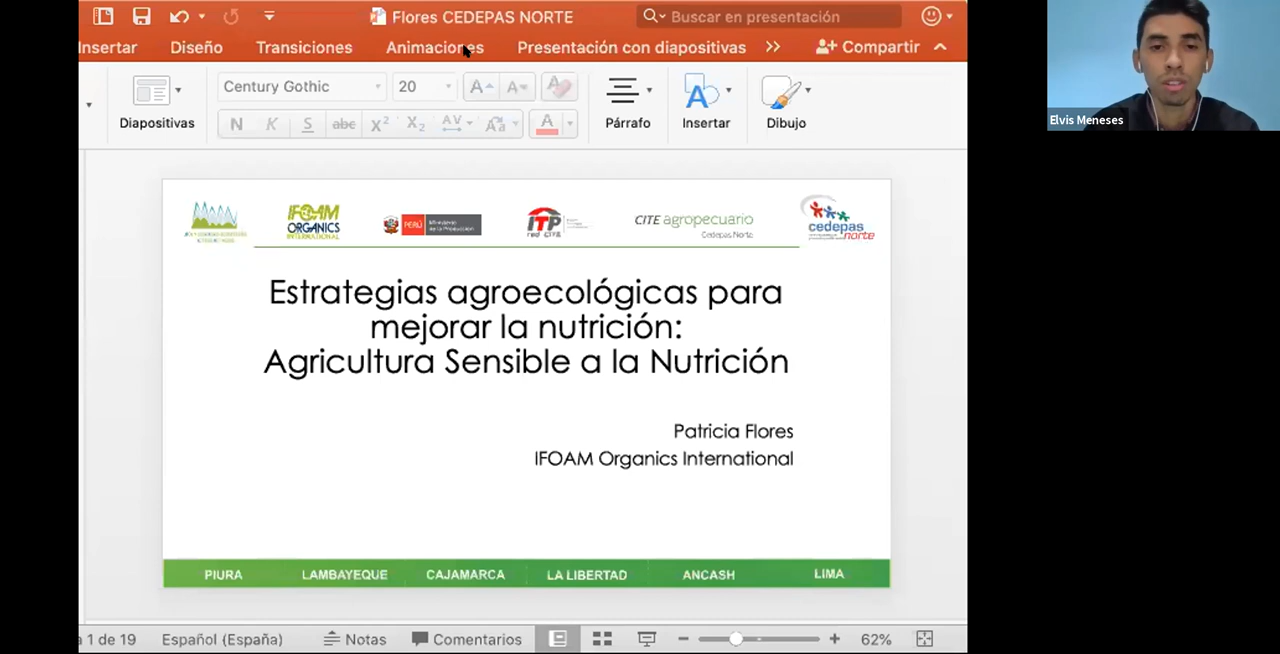 Flores CEDEPAS NORTE
Buscar en presentación
Insertar
Diseño
Transiciones
Animaciones
Presentación con diapositivas
Compartir
Century Gothic
20
Diapositivas
N K S abc X² X₂ AV Aa A
Párrafo
Insertar
Dibujo
Elvis Meneses
IFOAM
ORGANICS
INTERNATIONAL
PERÚ
Ministerio
de la Producción
ITP
red CITE
CITE agropecuario
Cedepas Norte
cedepas
norte
Estrategias agroecológicas para
mejorar la nutrición:
Agricultura Sensible a la Nutrición
Patricia Flores
IFOAM Organics International
PIURA
LAMBAYEQUE
CAJAMARCA
LA LIBERTAD
ANCASH
LIMA
1 de 19
Español (España)
Notas
Comentarios
62%